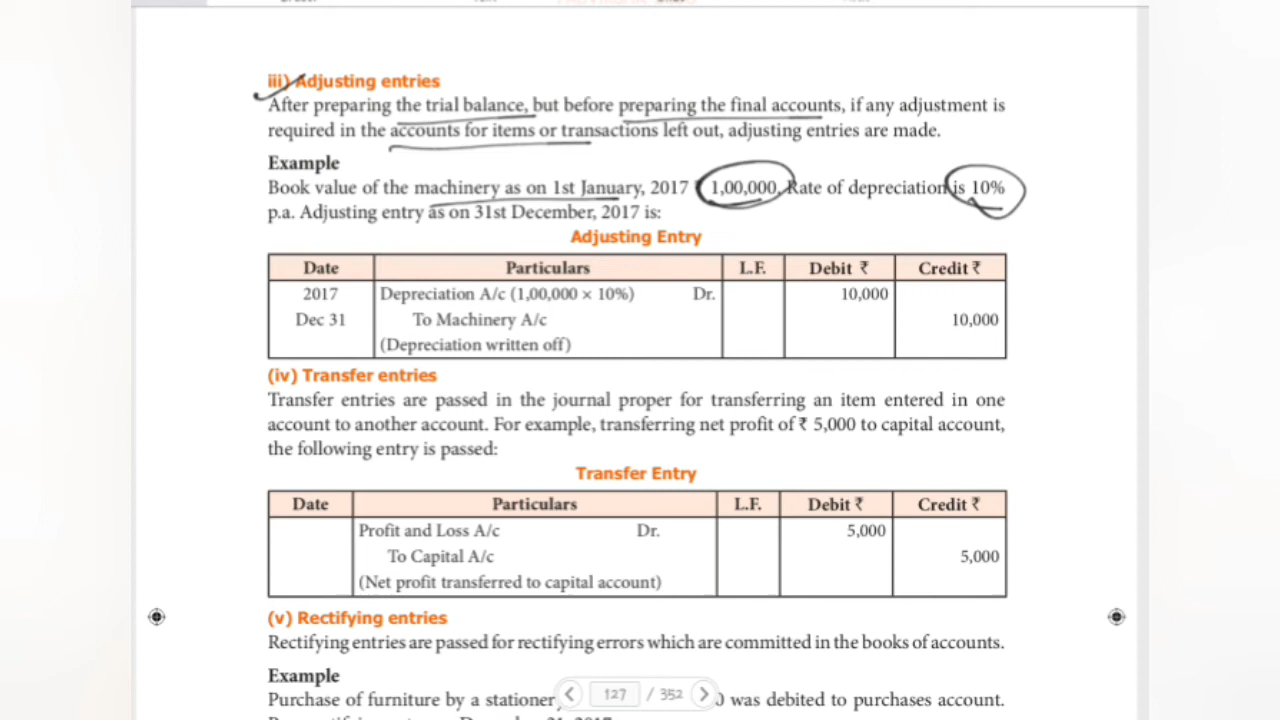 iii) Adjusting entries
After preparing the trial balance, but before preparing the final accounts, if any adjustment is
required in the accounts for items or transactions left out, adjusting entries are made.
Example
Book value of the machinery as on 1st January, 2017 1,00,000, Rate of depreciation is 10%
p.a. Adjusting entry as on 31st December, 2017 is:
Adjusting Entry
Date Particulars L.F. Debit ₹ Credit ₹
2017 Depreciation A/c (1,00,000 × 10%) Dr. 10,000
Dec 31 To Machinery A/c 10,000
(Depreciation written off)
(iv) Transfer entries
Transfer entries are passed in the journal proper for transferring an item entered in one
account to another account. For example, transferring net profit of ₹ 5,000 to capital account,
the following entry is passed:
Transfer Entry
Date Particulars L.F. Debit ₹ Credit ₹
Profit and Loss A/c Dr. 5,000
To Capital A/c 5,000
(Net profit transferred to capital account)
(v) Rectifying entries
Rectifying entries are passed for rectifying errors which are committed in the books of accounts.
Example
Purchase of furniture by a stationer 0 was debited to purchases account.
127 / 352